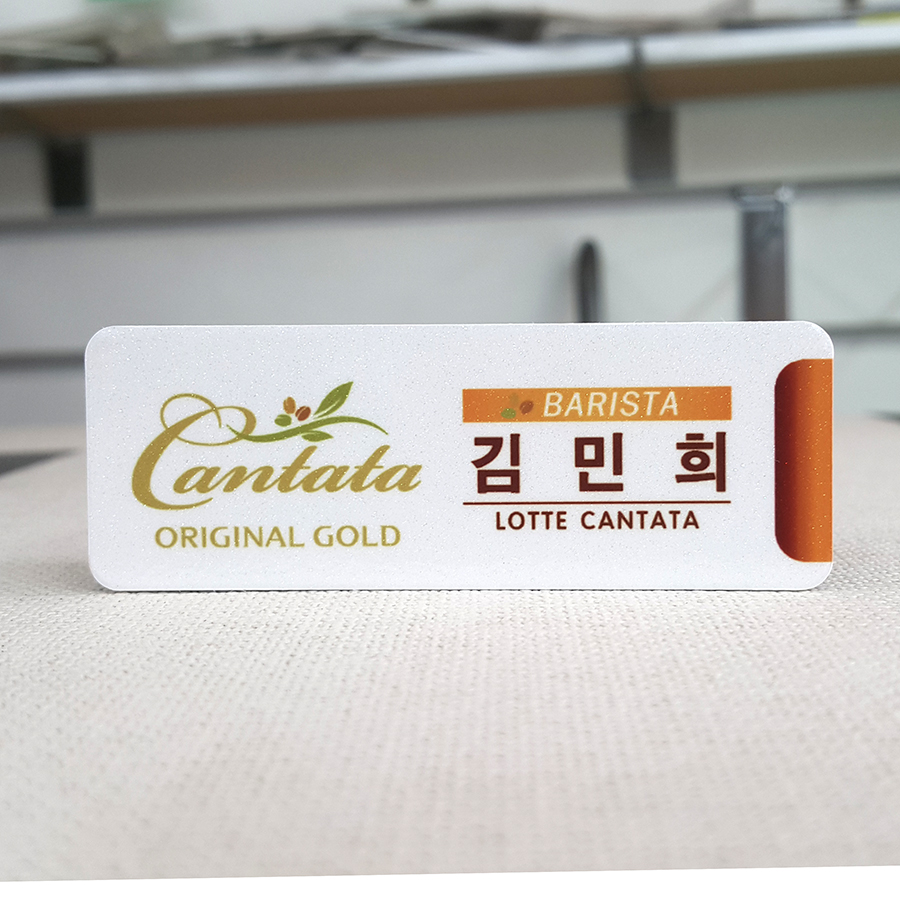 Cantata
ORIGINAL GOLD
BARISTA
김 민 희
LOTTE CANTATA